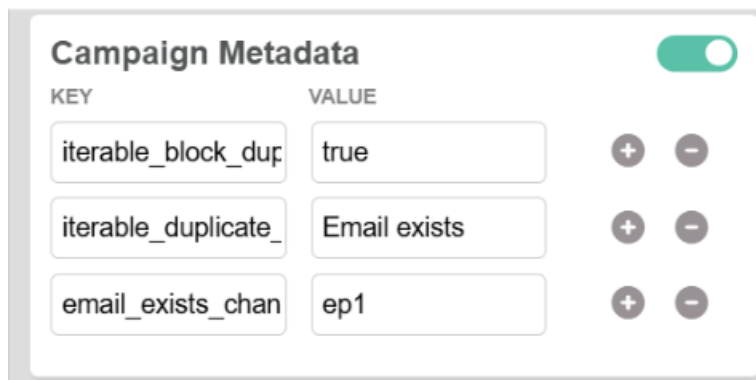 Campaign Metadata
KEY VALUE
iterable_block_dup true
iterable_duplicate_ Email exists
email_exists_chan ep1